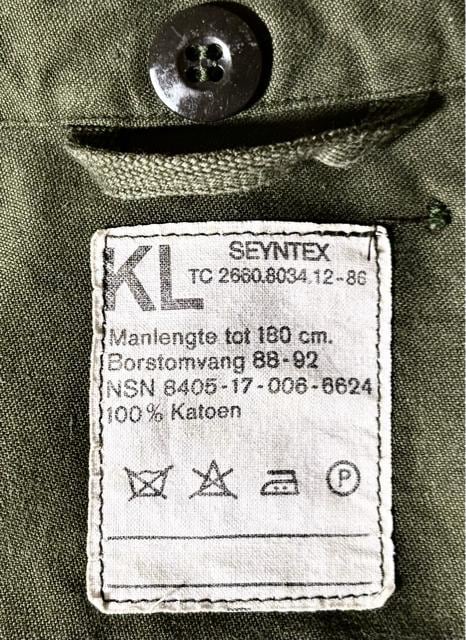 KL
SEYNTEX
TC 2660.8034.12-86
Manlengte tot 180 cm.
Borstomvang 88-92
NSN 8405-17-006-6624
100% Katoen
P